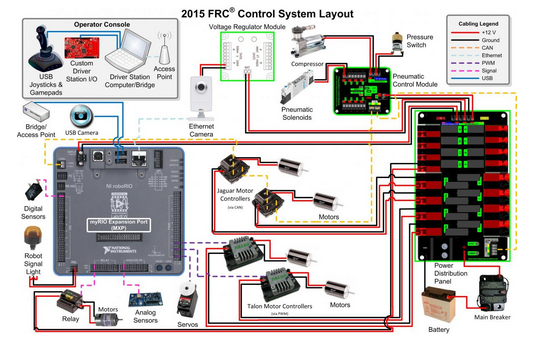 2015 FRC® Control System Layout
Operator Console
USB
Joysticks &
Gamepads
Custom
Driver
Station I/O
Driver Station
Computer/Bridge
Access
Point
Voltage Regulator Module
Compressor
Pressure
Switch
Cabling Legend
+12 V
Ground
CAN
Ethernet
PWM
Signal
USB
Pneumatic
Solenoids
Pneumatic
Control Module
Bridge/
Access Point
USB Camera
Ethernet
Camera
NI roboRIO
myRIO Expansion Port
(MXP)
NATIONAL
INSTRUMENTS
Digital
Sensors
Robot
Signal
Light
Jaguar Motor
Controllers
(via CAN)
Motors
Talon Motor Controllers
(via PWM)
Motors
Relay
Motors
Analog
Sensors
Servos
Power
Distribution
Panel
Battery
Main Breaker